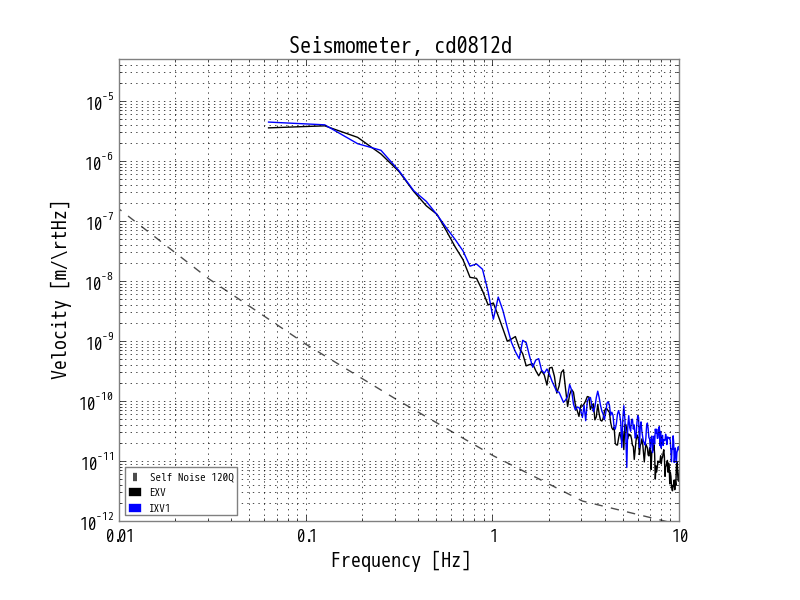 Seismometer, cd0812d
Velocity [m/\rtHz]
10-5
10-6
10-7
10-8
10-9
10-10
10-11
10-12
Self Noise 120Q
EXV
IXV1
0.01
0.1
1
10
Frequency [Hz]